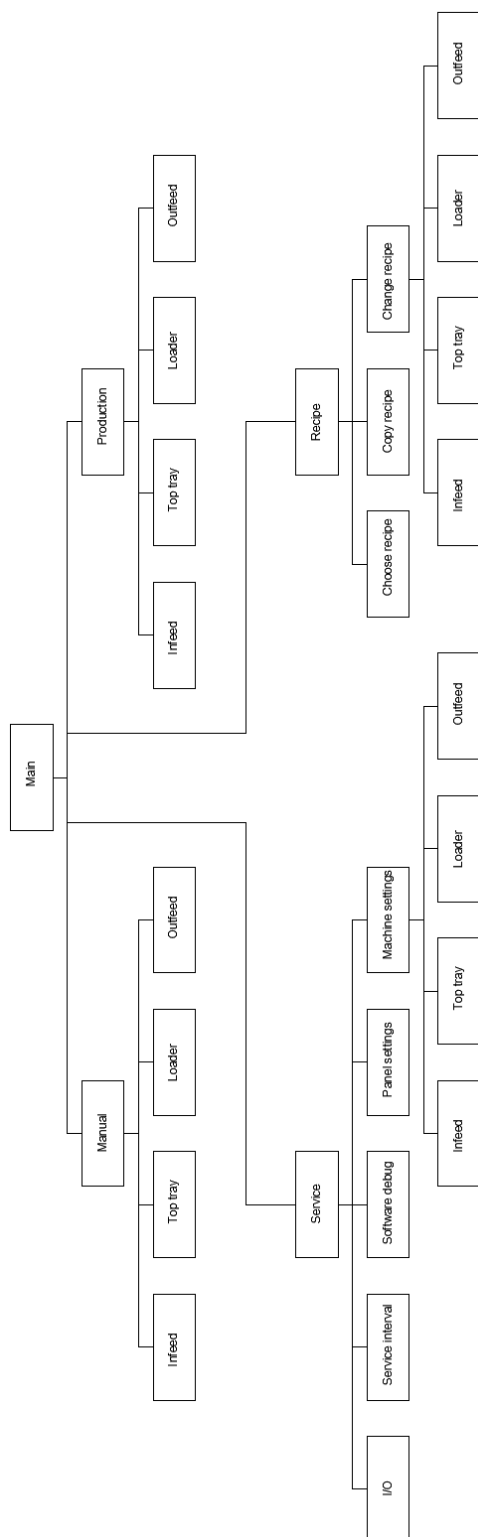 Main
Manual
Production
Infeed
Top tray
Loader
Outfeed
Infeed
Top tray
Loader
Outfeed
Service
Recipe
I/O
Service interval
Software debug
Panel settings
Machine settings
Choose recipe
Copy recipe
Change recipe
Infeed
Top tray
Loader
Outfeed
Infeed
Top tray
Loader
Outfeed